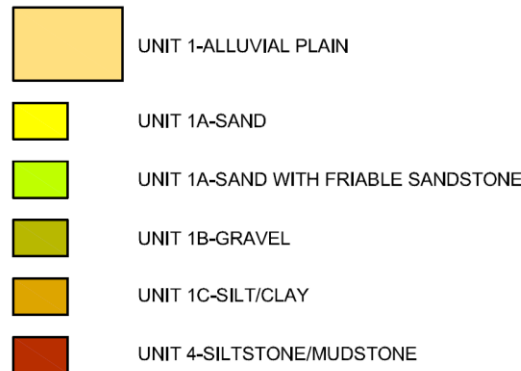 UNIT 1-ALLUVIAL PLAIN
UNIT 1A-SAND
UNIT 1A-SAND WITH FRIABLE SANDSTONE
UNIT 1B-GRAVEL
UNIT 1C-SILT/CLAY
UNIT 4-SILTSTONE/MUDSTONE